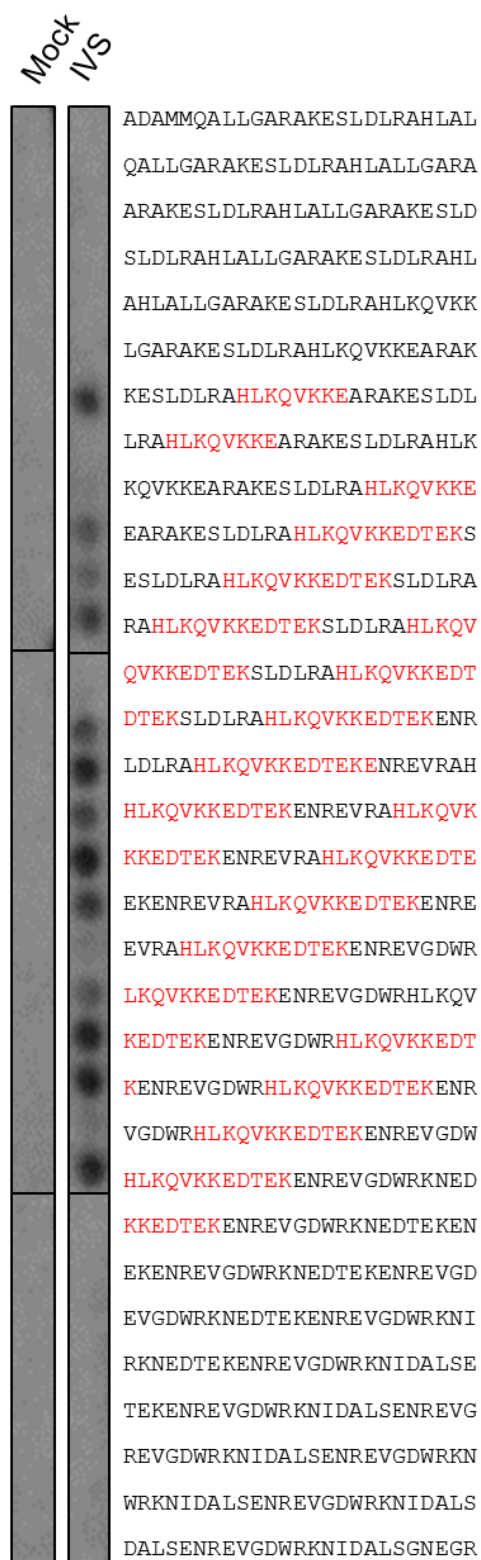 Mock
IVS
ADAMMQALLGARAKESLDLRAHLAL
QALLGARAKESLDLRAHLALLGARA
ARAKESLDLRAHLALLGARAKESLD
SLDLRAHLALLGARAKESLDLRAHL
AHLALLGARAKESLDLRAHLKQVKK
LGARAKESLDLRAHLKQVKKEARAK
KESLDLRAHLKQVKKEARAKESLDL
LRAHLKQVKKEARAKESLDLRAHLK
KQVKKEARAKESLDLRAHLKQVKKE
EARAKESLDLRAHLKQVKKEDTEKS
ESLDLRAHLKQVKKEDTEKSLDLRA
RAHLKQVKKEDTEKSLDLRAHLKQV
QVKKEDTEKSLDLRAHLKQVKKEDT
DTEKSLDLRAHLKQVKKEDTEKENR
LDLRAHLKQVKKEDTEKENREVRAH
HLKQVKKEDTEKENREVRAHLKQVK
KKEDTEKENREVRAHLKQVKKEDTE
EKENREVRAHLKQVKKEDTEKENRE
EVRAHLKQVKKEDTEKENREVGDWR
LKQVKKEDTEKENREVGDWRHLKQV
KEDTEKENREVGDWRHLKQVKKEDT
KENREVGDWRHLKQVKKEDTEKENR
VGDWRHLKQVKKEDTEKENREVGDW
HLKQVKKEDTEKENREVGDWRKNED
KKEDTEKENREVGDWRKNEDTEKEN
EKENREVGDWRKNEDTEKENREVGD
EVGDWRKNEDTEKENREVGDWRKNI
RKNEDTEKENREVGDWRKNIDALSE
TEKENREVGDWRKNIDALSENREVG
REVGDWRKNIDALSENREVGDWRKN
WRKNIDALSENREVGDWRKNIDALS
DALSENREVGDWRKNIDALSGNEGR